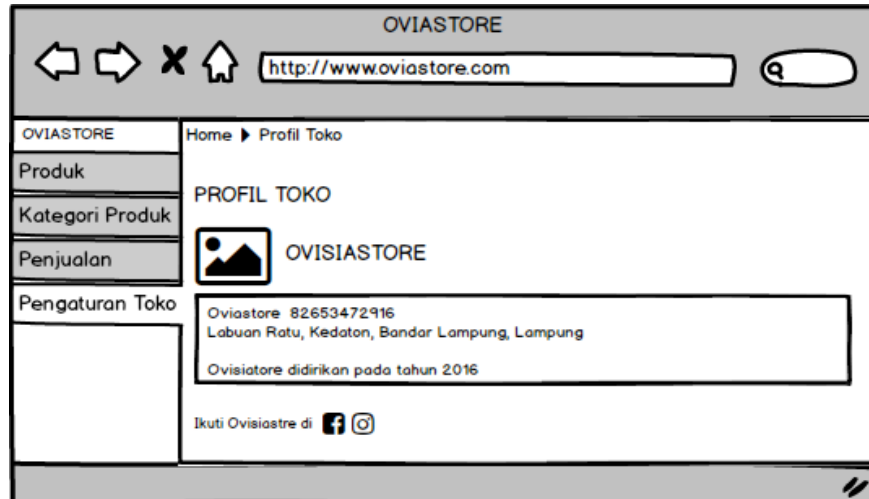 OVIASTORE
http://www.oviastore.com
OVIASTORE
Home Profil Toko
Produk
Kategori Produk
Penjualan
Pengaturan Toko
PROFIL TOKO
OVISIASTORE
Oviastore 82653472916
Labuan Ratu, Kedaton, Bandar Lampung, Lampung
Ovisiatore didirikan pada tahun 2016
Ikuti Ovisiastre di